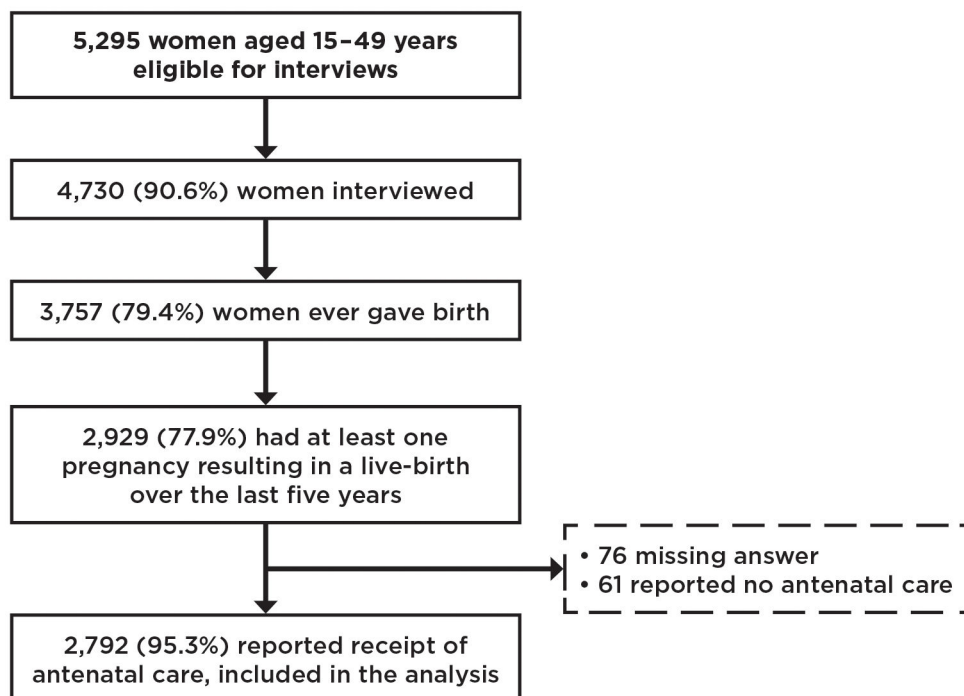 5,295 women aged 15–49 years
eligible for interviews
4,730 (90.6%) women interviewed
3,757 (79.4%) women ever gave birth
2,929 (77.9%) had at least one
pregnancy resulting in a live-birth
over the last five years
• 76 missing answer
• 61 reported no antenatal care
2,792 (95.3%) reported receipt of
antenatal care, included in the analysis